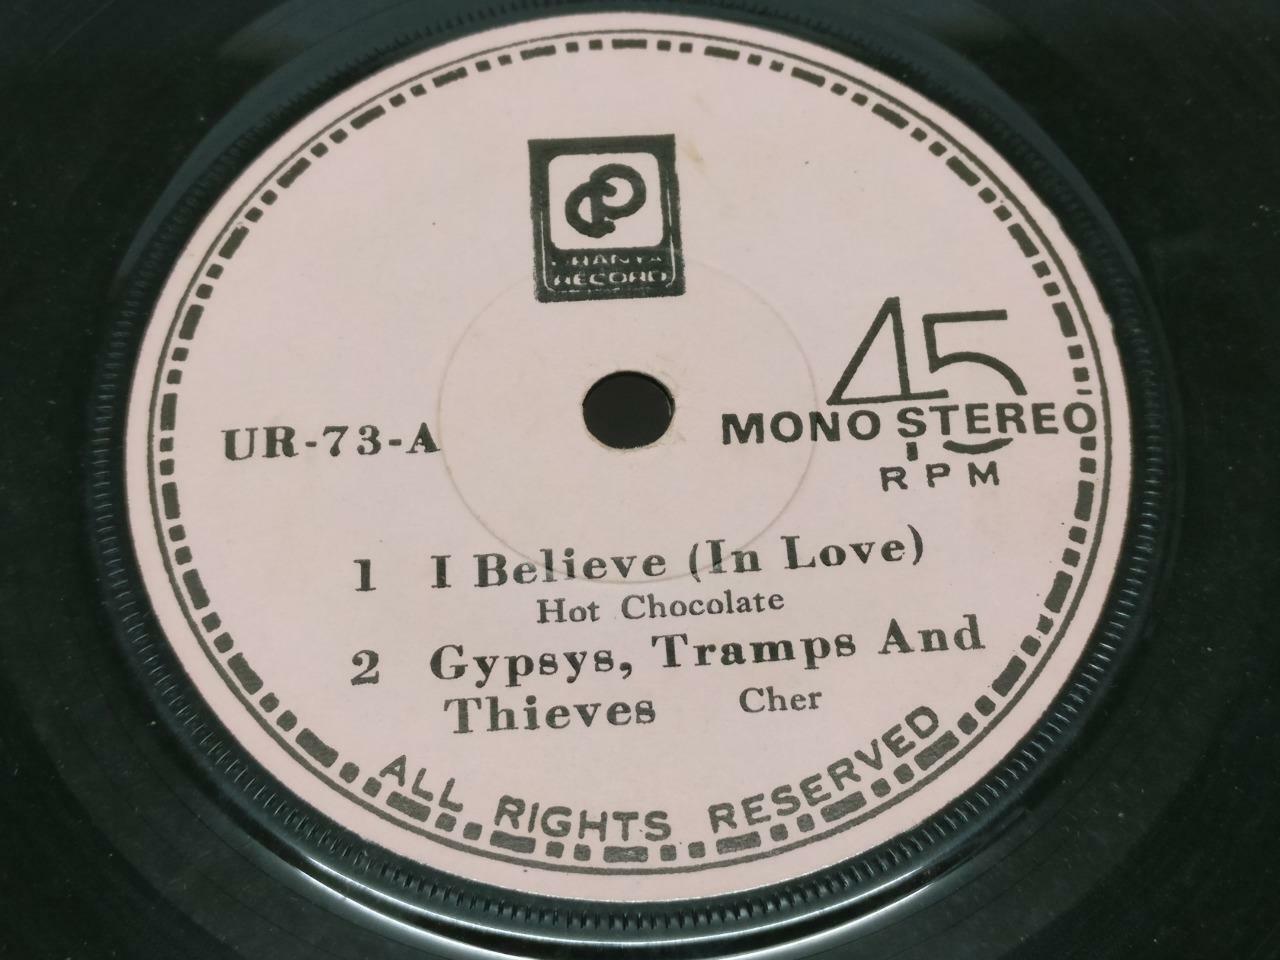 RECORD
45
MONO STEREO
RPM
UR-73-A
1 I Believe (In Love)
Hot Chocolate
2 Gypsys, Tramps And
Thieves Cher
ALL RIGHTS RESERVED